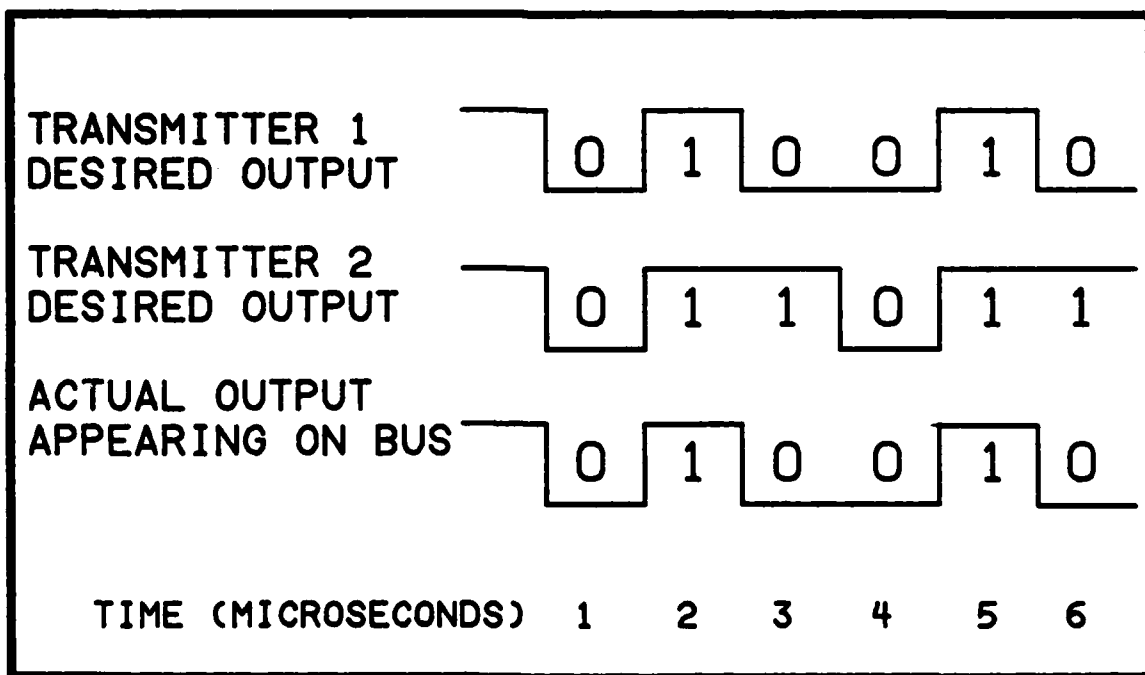 TRANSMITTER 1
DESIRED OUTPUT
0 1 0 0 1 0
TRANSMITTER 2
DESIRED OUTPUT
0 1 1 0 1 1
ACTUAL OUTPUT
APPEARING ON BUS
0 1 0 0 1 0
TIME (MICROSECONDS) 1 2 3 4 5 6